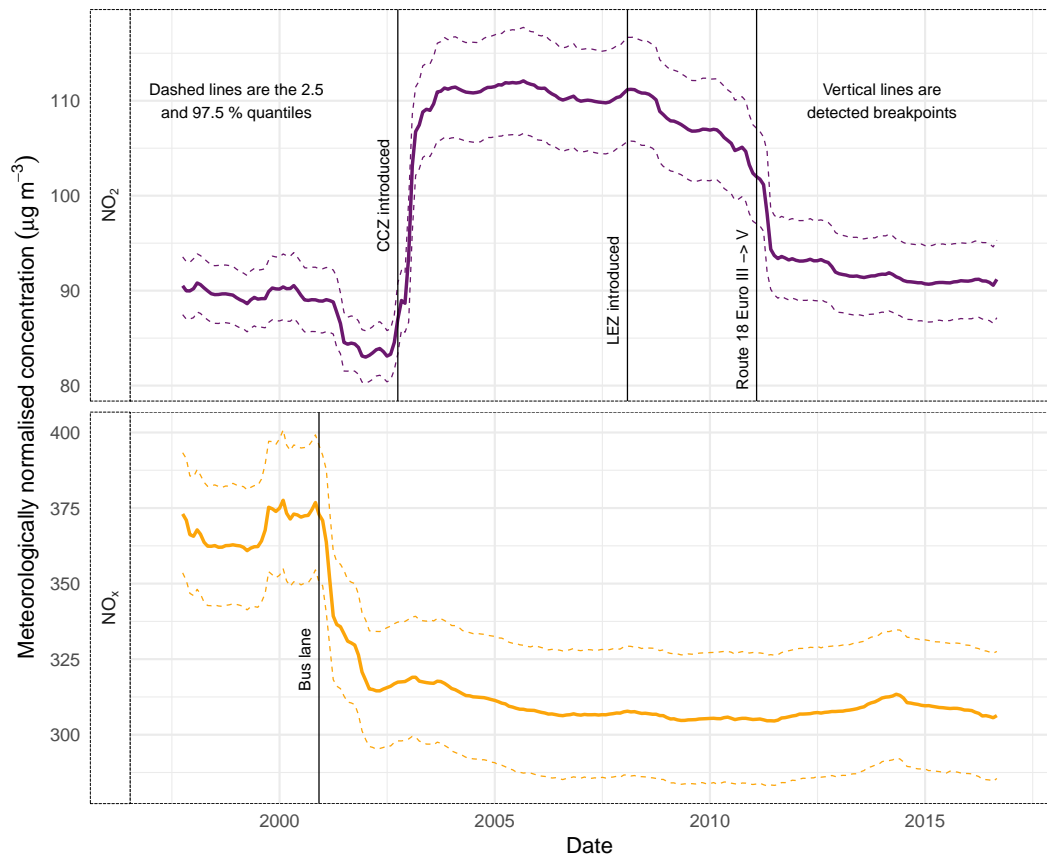 Meteorologically normalised concentration (µg m⁻³)
NO₂
Dashed lines are the 2.5
and 97.5 % quantiles
Vertical lines are
detected breakpoints
CCZ introduced
LEZ introduced
Route 18 Euro III −> V
110
100
90
80
NOₓ
Bus lane
400
375
350
325
300
2000
2005
2010
2015
Date